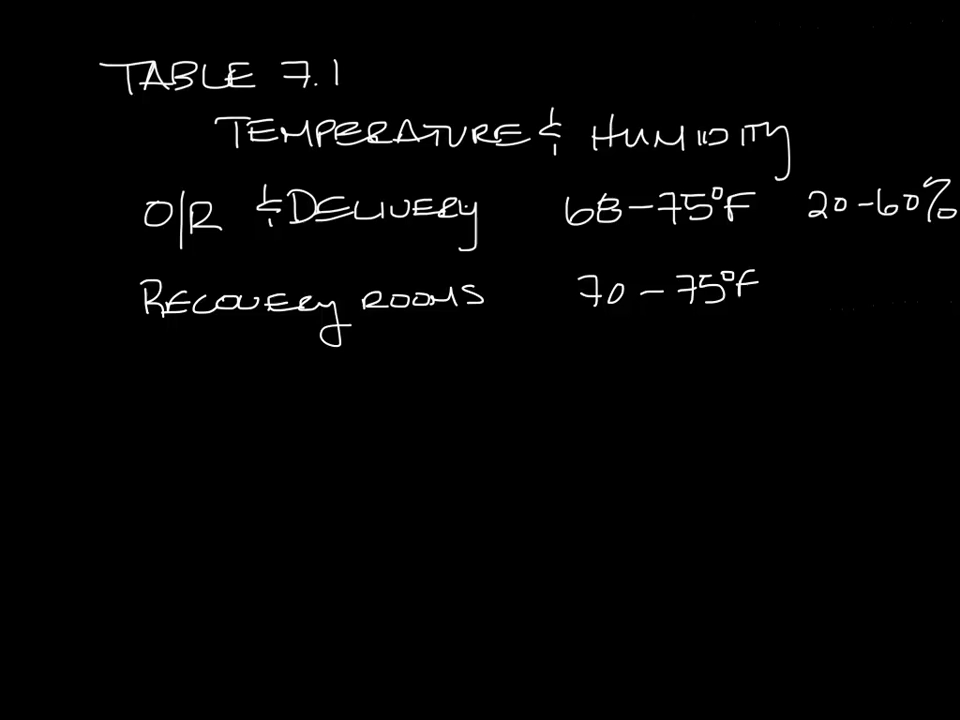 TABLE 7.1
TEMPERATURE & HUMIDITY
O/R & DELIVERY 68-75°F 20-60%
RECOVERY ROOMS 70-75°F